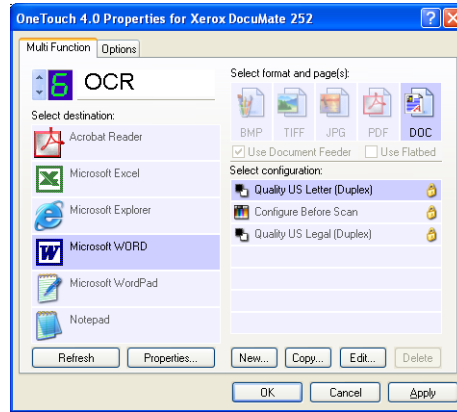 OneTouch 4.0 Properties for Xerox DocuMate 252
Multi Function Options
6 OCR
Select destination:
Acrobat Reader
Microsoft Excel
Microsoft Explorer
Microsoft WORD
Microsoft WordPad
Notepad
Refresh Properties...
Select format and page(s):
BMP TIFF JPG PDF DOC
Use Document Feeder Use Flatbed
Select configuration:
Quality US Letter (Duplex)
Configure Before Scan
Quality US Legal (Duplex)
New... Copy... Edit... Delete
OK Cancel Apply